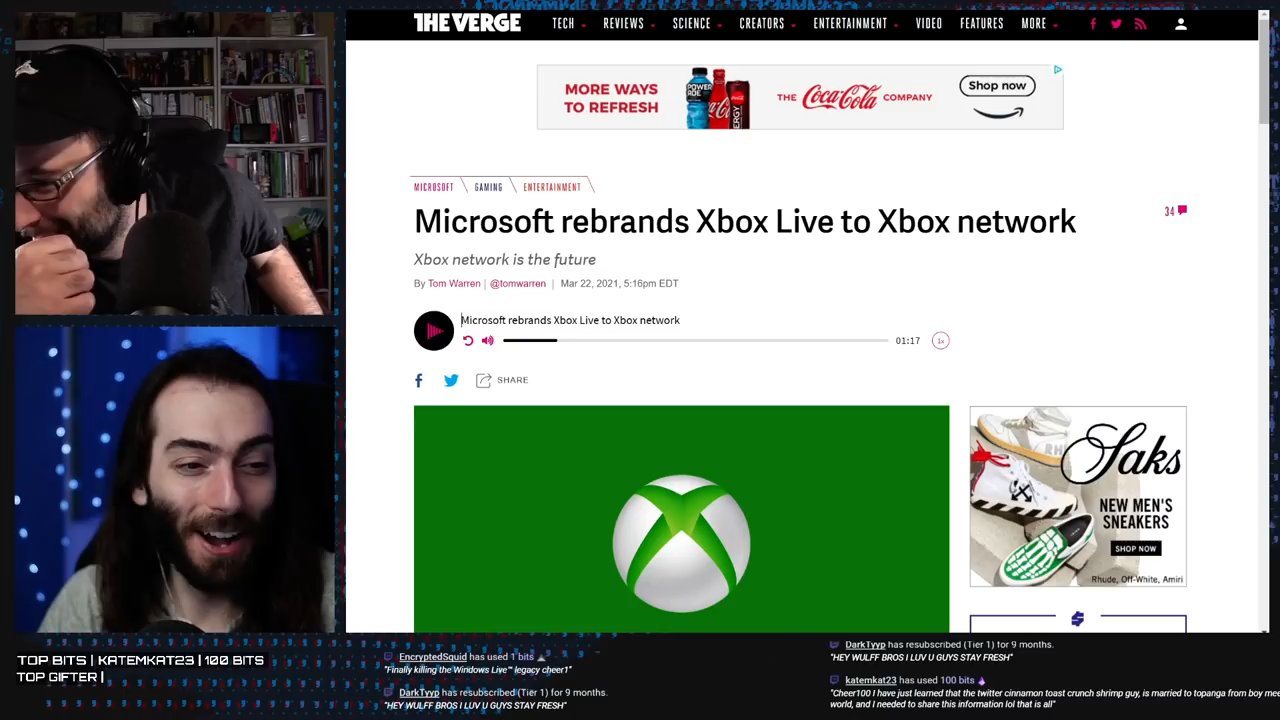 THE VERGE
TECH
REVIEWS
SCIENCE
CREATORS
ENTERTAINMENT
VIDEO
FEATURES
MORE
MORE WAYS
TO REFRESH
POWER
ADE
ENERGY
THE Coca-Cola COMPANY
Shop now
MICROSOFT
GAMING
ENTERTAINMENT
Microsoft rebrands Xbox Live to Xbox network
34
Xbox network is the future
By Tom Warren | @tomwarren | Mar 22, 2021, 5:16pm EDT
Microsoft rebrands Xbox Live to Xbox network
01:17
1x
SHARE
Saks
NEW MEN'S
SNEAKERS
SHOP NOW
Rhude, Off-White, Amiri
TOP BITS | KATEMKAT23 | 100 BITS
TOP GIFTER |
EncryptedSquid has used 1 bits
"Finally killing the Windows Live™ legacy cheer1"
DarkTyyp has resubscribed (Tier 1) for 9 months.
"HEY WULFF BROS I LUV U GUYS STAY FRESH"
DarkTyyp has resubscribed (Tier 1) for 9 months.
"HEY WULFF BROS I LUV U GUYS STAY FRESH"
katemkat23 has used 100 bits
"Cheer100 I have just learned that the twitter cinnamon toast crunch shrimp guy, is married to topanga from boy mee
world, and I needed to share this information lol that is all"